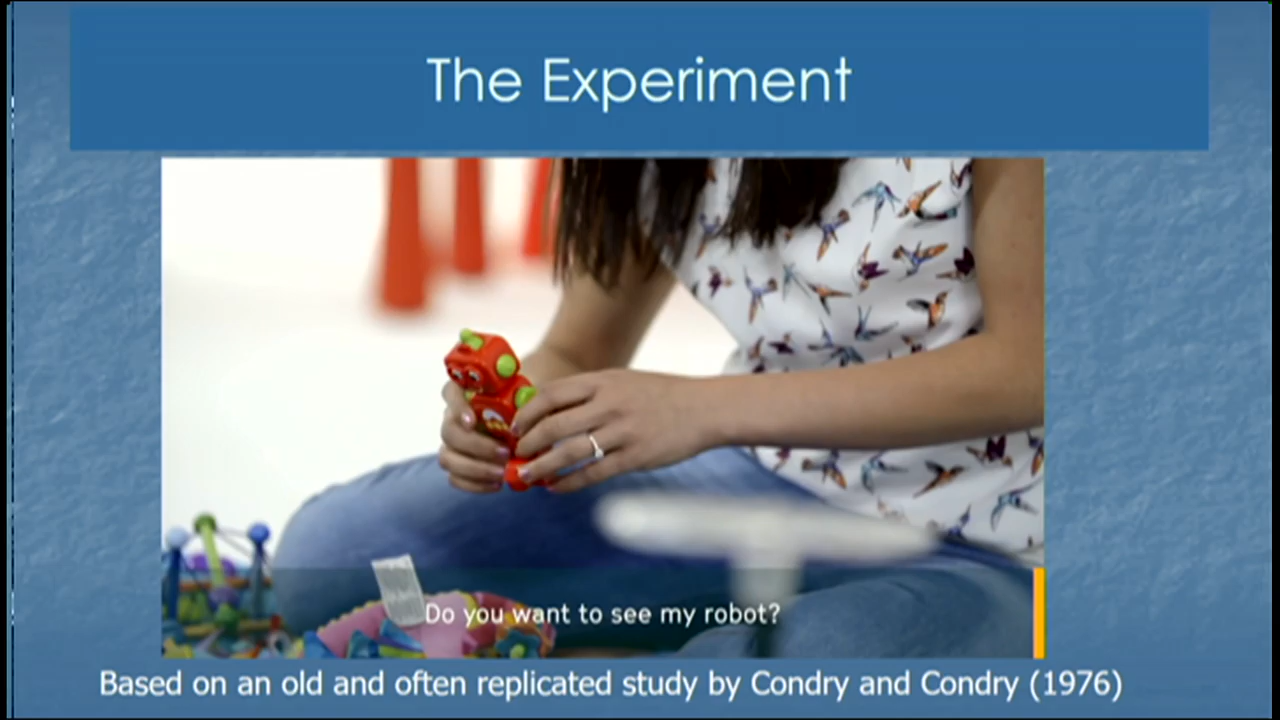 The Experiment
Do you want to see my robot?
Based on an old and often replicated study by Condry and Condry (1976)